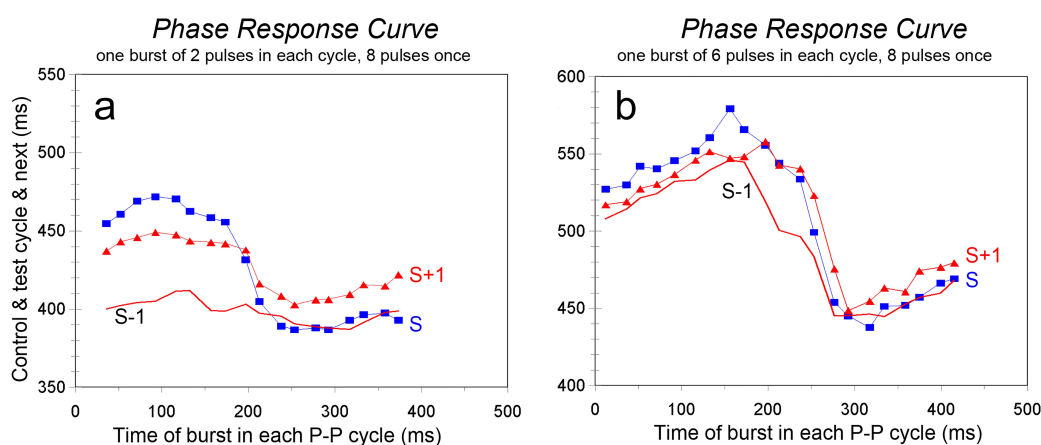 Phase Response Curve
one burst of 2 pulses in each cycle, 8 pulses once
Control & test cycle & next (ms)
550
500
450
400
350
a
S-1
S+1
S
0
100
200
300
400
500
Time of burst in each P-P cycle (ms)
Phase Response Curve
one burst of 6 pulses in each cycle, 8 pulses once
600
550
500
450
400
b
S-1
S+1
S
0
100
200
300
400
500
Time of burst in each P-P cycle (ms)